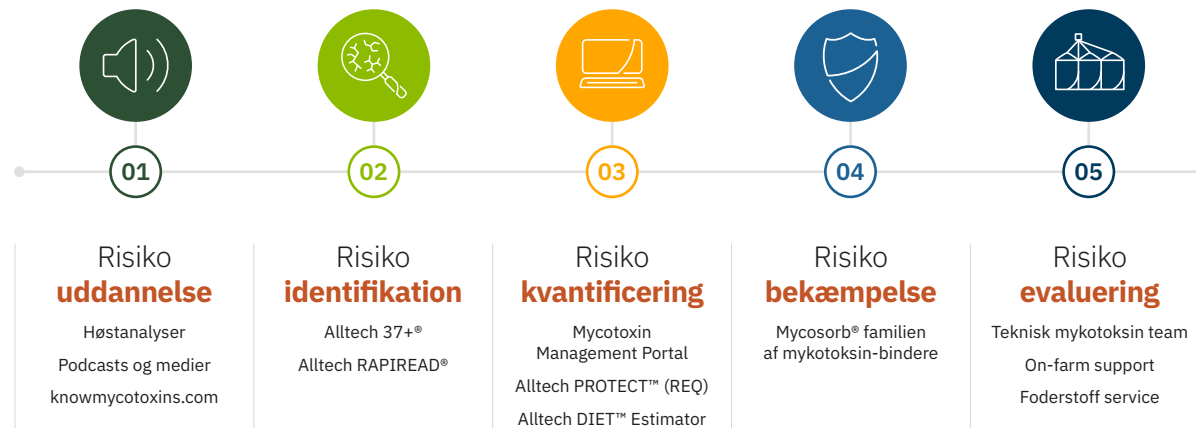 01
02
03
04
05
Risiko
uddannelse
Høstanalyser
Podcasts og medier
knowmycotoxins.com
Risiko
identifikation
Alltech 37+®
Alltech RAPIREAD®
Risiko
kvantificering
Mycotoxin
Management Portal
Alltech PROTECT™ (REQ)
Alltech DIET™ Estimator
Risiko
bekæmpelse
Mycosorb® familien
af mykotoksin-bindere
Risiko
evaluering
Teknisk mykotoksin team
On-farm support
Foderstoff service